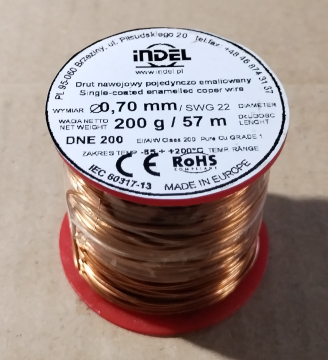 PL 95-060 Brzeziny, ul. Piłsudskiego 20 Tel./fax +48 46 874 31 37
iNDEL
www.indel.pl
Drut nawojowy pojedynczo emaliowany
Single-coated enamelled coper wire
WYMIAR Ø0,70 mm / SWG 22 DIAMETER
WAGA NETTO NET WEIGHT 200 g / 57 m DŁUGOŚĆ LENGHT
DNE 200 EI/AIW Class 200 Pure Cu GRADE 1
ZAKRES TEMP. -65 ÷ +200°C TEMP. RANGE
CE RoHS
COMPLIANT
IEC 60317-13 MADE IN EUROPE